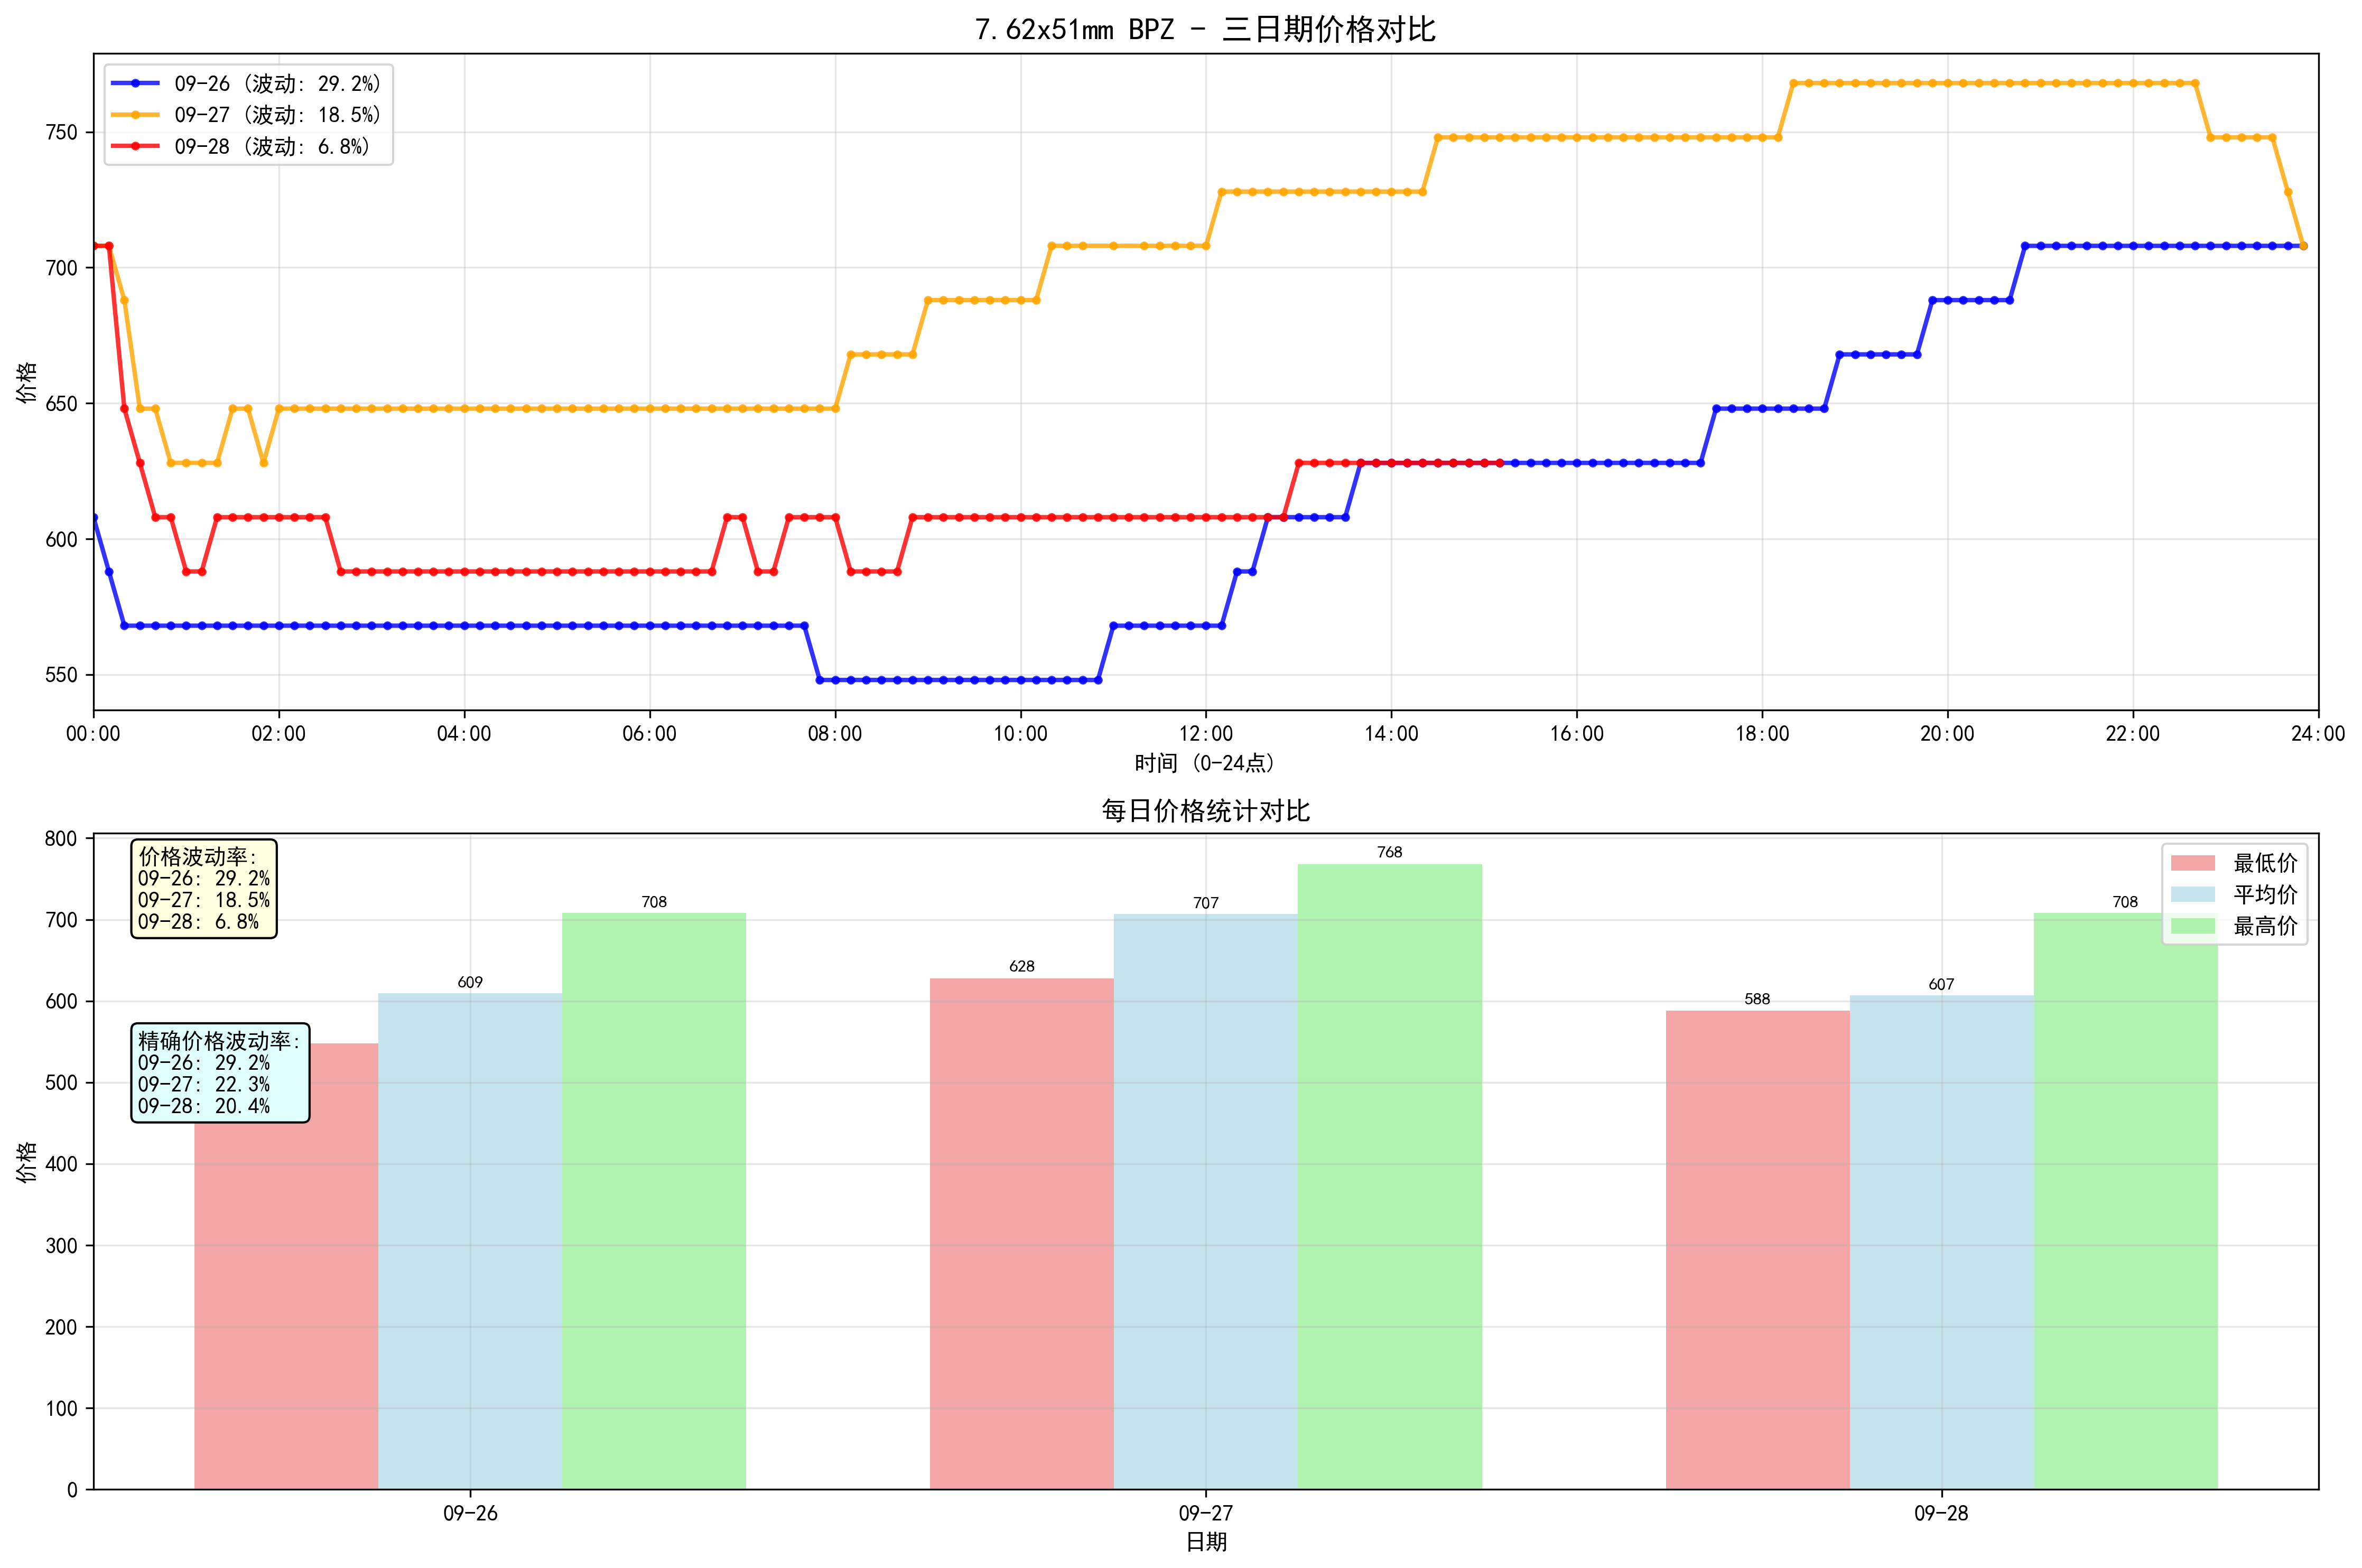 7.62x51mm BPZ - 三日期价格对比
09-26 (波动: 29.2%)
09-27 (波动: 18.5%)
09-28 (波动: 6.8%)
价格
750
700
650
600
550
00:00 02:00 04:00 06:00 08:00 10:00 12:00 14:00 16:00 18:00 20:00 22:00 24:00
时间 (0-24点)
每日价格统计对比
价格波动率:
09-26: 29.2%
09-27: 18.5%
09-28: 6.8%
精确价格波动率:
09-26: 29.2%
09-27: 22.3%
09-28: 20.4%
最低价
平均价
最高价
609 708 628 707 768 588 607 708
价格
800
700
600
500
400
300
200
100
0
09-26 09-27 09-28
日期